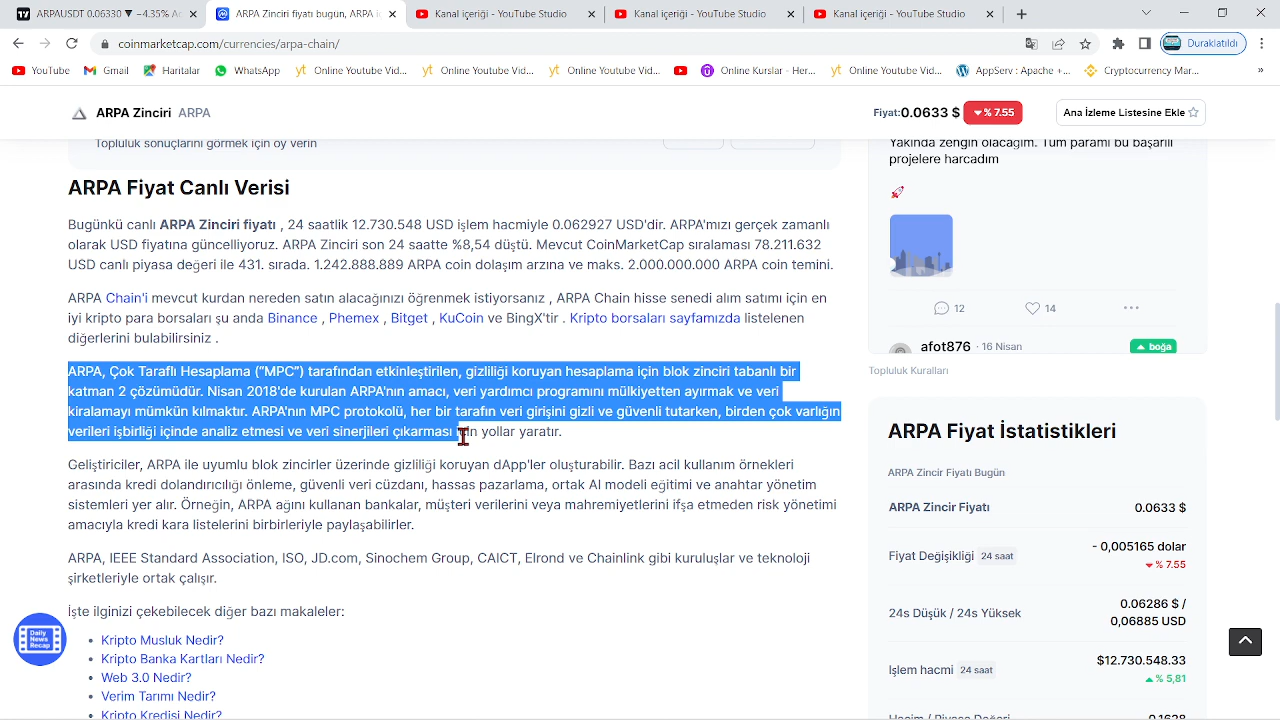 ARPAUSDT 0.06330 ▼ −4.35% A
ARPA Zinciri fiyatı bugün, ARPA i
Kanal içeriği - YouTube Studio
Kanal içeriği - YouTube Studio
Kanal içeriği - YouTube Studio
coinmarketcap.com/currencies/arpa-chain/
Duraklatıldı
YouTube
Gmail
Haritalar
WhatsApp
Online Youtube Vid...
Online Youtube Vid...
Online Youtube Vid...
Online Kurslar - Her...
Online Youtube Vid...
AppServ : Apache +...
Cryptocurrency Mar...
»
ARPA Zinciri ARPA
Fiyat:0.0633 $ ▼% 7.55
Ana İzleme Listesine Ekle
Topluluk sonuçlarını görmek için oy verin
ARPA Fiyat Canlı Verisi
Bugünkü canlı ARPA Zinciri fiyatı , 24 saatlik 12.730.548 USD işlem hacmiyle 0.062927 USD'dir. ARPA'mızı gerçek zamanlı
olarak USD fiyatına güncelliyoruz. ARPA Zinciri son 24 saatte %8,54 düştü. Mevcut CoinMarketCap sıralaması 78.211.632
USD canlı piyasa değeri ile 431. sırada. 1.242.888.889 ARPA coin dolaşım arzına ve maks. 2.000.000.000 ARPA coin temini.
ARPA Chain'i mevcut kurdan nereden satın alacağınızı öğrenmek istiyorsanız , ARPA Chain hisse senedi alım satımı için en
iyi kripto para borsaları şu anda Binance , Phemex , Bitget , KuCoin ve BingX'tir . Kripto borsaları sayfamızda listelenen
diğerlerini bulabilirsiniz .
ARPA, Çok Taraflı Hesaplama ("MPC") tarafından etkinleştirilen, gizliliği koruyan hesaplama için blok zinciri tabanlı bir
katman 2 çözümüdür. Nisan 2018'de kurulan ARPA'nın amacı, veri yardımcı programını mülkiyetten ayırmak ve veri
kiralamayı mümkün kılmaktır. ARPA'nın MPC protokolü, her bir tarafın veri girişini gizli ve güvenli tutarken, birden çok varlığın
verileri işbirliği içinde analiz etmesi ve veri sinerjileri çıkarması için yollar yaratır.
Geliştiriciler, ARPA ile uyumlu blok zincirler üzerinde gizliliği koruyan dApp'ler oluşturabilir. Bazı acil kullanım örnekleri
arasında kredi dolandırıcılığı önleme, güvenli veri cüzdanı, hassas pazarlama, ortak AI modeli eğitimi ve anahtar yönetim
sistemleri yer alır. Örneğin, ARPA ağını kullanan bankalar, müşteri verilerini veya mahremiyetlerini ifşa etmeden risk yönetimi
amacıyla kredi kara listelerini birbirleriyle paylaşabilirler.
ARPA, IEEE Standard Association, ISO, JD.com, Sinochem Group, CAICT, Elrond ve Chainlink gibi kuruluşlar ve teknoloji
şirketleriyle ortak çalışır.
İşte ilginizi çekebilecek diğer bazı makaleler:
• Kripto Musluk Nedir?
• Kripto Banka Kartları Nedir?
• Web 3.0 Nedir?
• Verim Tarımı Nedir?
• Kripto Kredisi Nedir?
Daily
News
Recap
Yakında zengin olacağım. Tüm paramı bu başarılı
projelere harcadım
12
14
afot876 · 16 Nisan
▲ boğa
Topluluk Kuralları
ARPA Fiyat İstatistikleri
ARPA Zincir Fiyatı Bugün
ARPA Zincir Fiyatı 0.0633 $
Fiyat Değişikliği 24 saat
- 0,005165 dolar
▼ % 7.55
24s Düşük / 24s Yüksek
0.06286 $ /
0,06885 USD
İşlem hacmi 24 saat
$12.730.548.33
▲ % 5,81
Hacim / Piyasa Değeri 0.1628